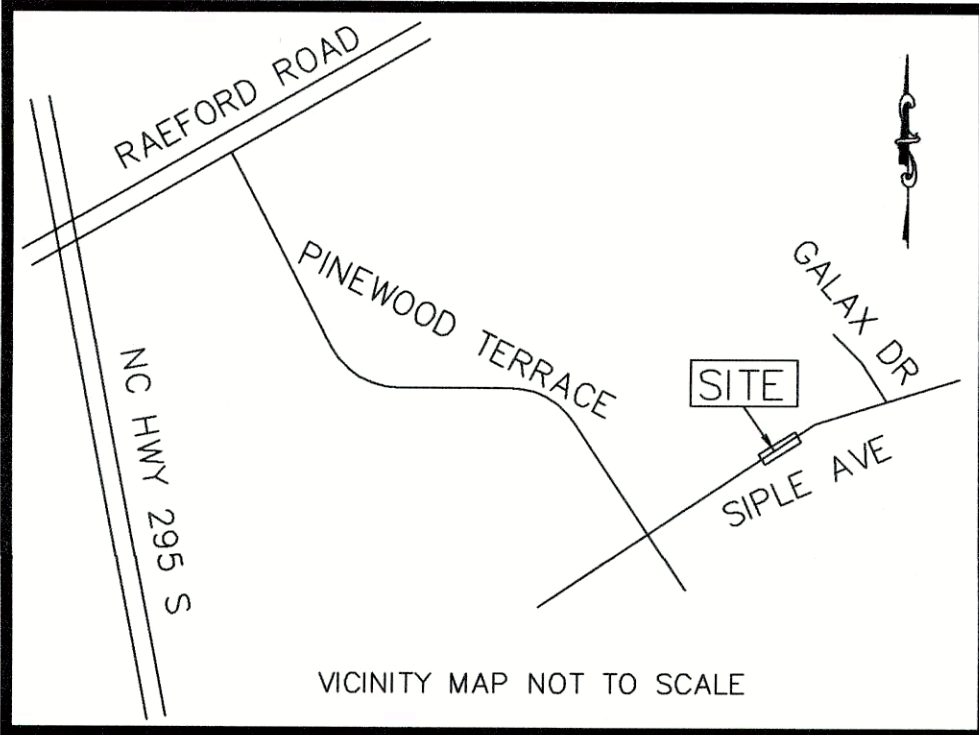 RAEFORD ROAD
PINEWOOD TERRACE
GALAX DR
NC HWY 295 S
SITE
SIPLE AVE
VICINITY MAP NOT TO SCALE